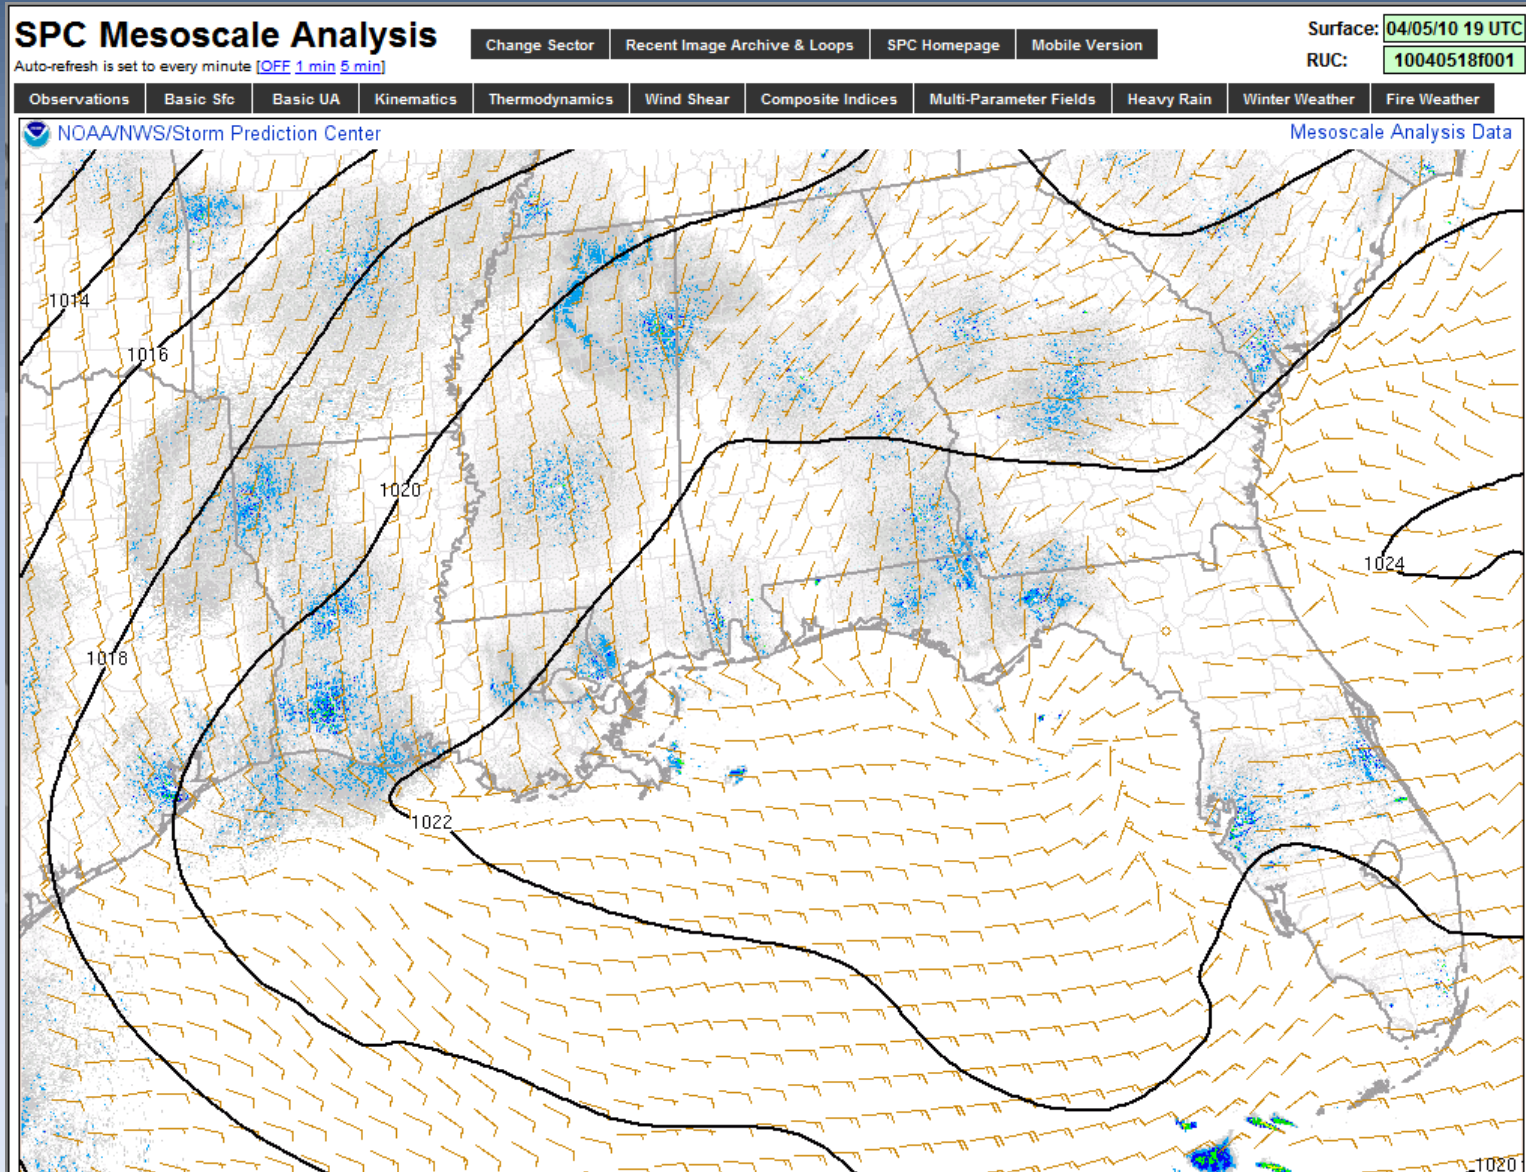 SPC Mesoscale Analysis
Auto-refresh is set to every minute [OFF 1 min 5 min]
Change Sector Recent Image Archive & Loops SPC Homepage Mobile Version
Surface: 04/05/10 19 UTC
RUC: 10040518f001
Observations Basic Sfc Basic UA Kinematics Thermodynamics Wind Shear Composite Indices Multi-Parameter Fields Heavy Rain Winter Weather Fire Weather
NOAA/NWS/Storm Prediction Center Mesoscale Analysis Data
1014
1016
1020
1024
1018
1022
1020